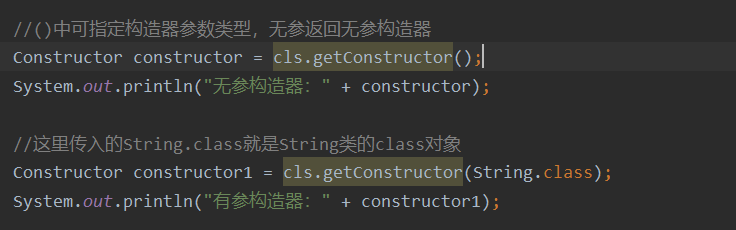 //()中可指定构造器参数类型，无参返回无参构造器
Constructor constructor = cls.getConstructor();
System.out.println("无参构造器：" + constructor);
//这里传入的String.class就是String类的class对象
Constructor constructor1 = cls.getConstructor(String.class);
System.out.println("有参构造器：" + constructor1);